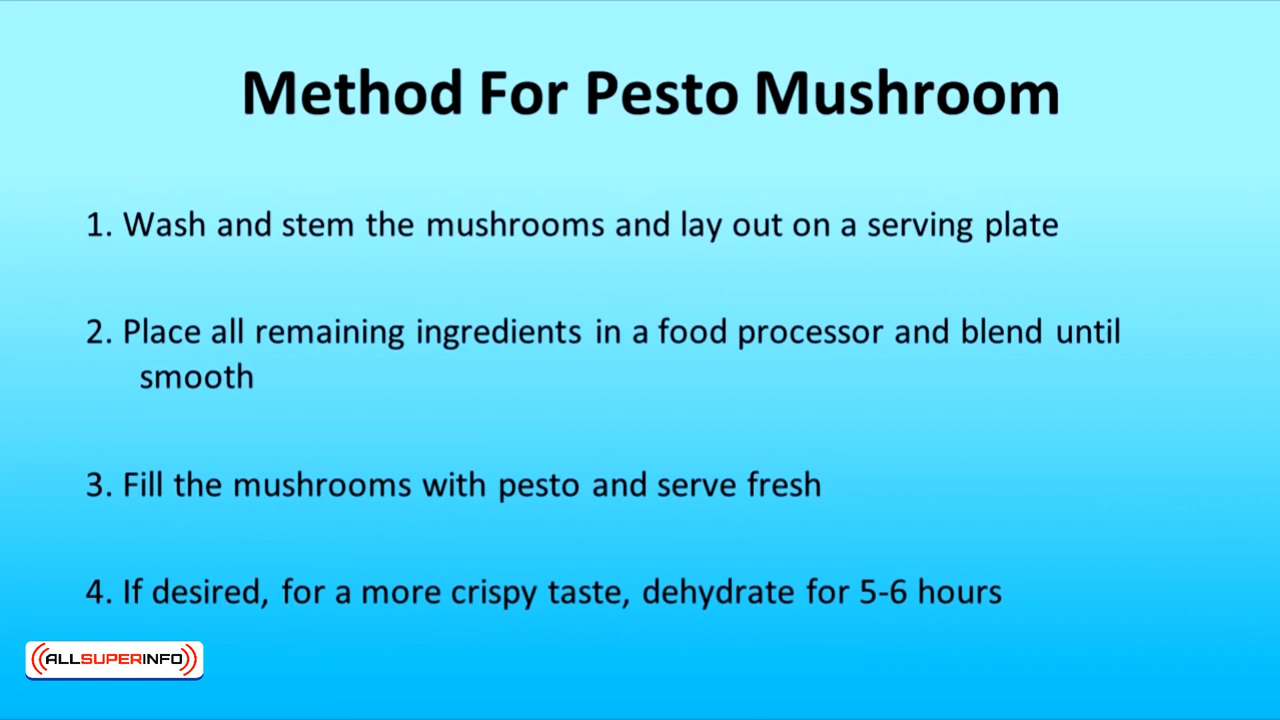 Method For Pesto Mushroom
1. Wash and stem the mushrooms and lay out on a serving plate
2. Place all remaining ingredients in a food processor and blend until
smooth
3. Fill the mushrooms with pesto and serve fresh
4. If desired, for a more crispy taste, dehydrate for 5-6 hours
ALLSUPERINFO